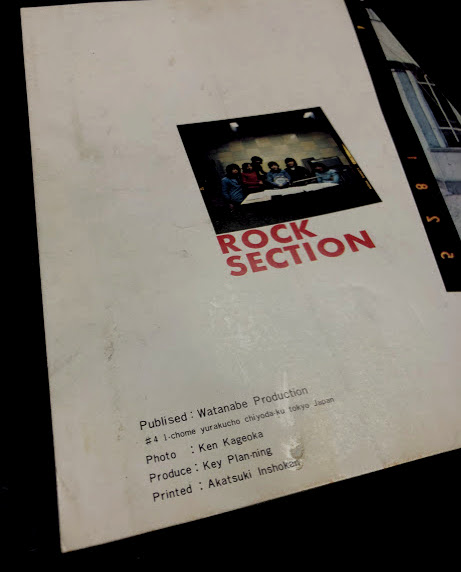 ROCK
SECTION
Publised : Watanabe Production
#4 1-chome yurakucho chiyoda-ku tokyo Japan
Photo : Ken Kageoka
Produce : Key Plan-ning
Printed : Akatsuki Inshokan
1822